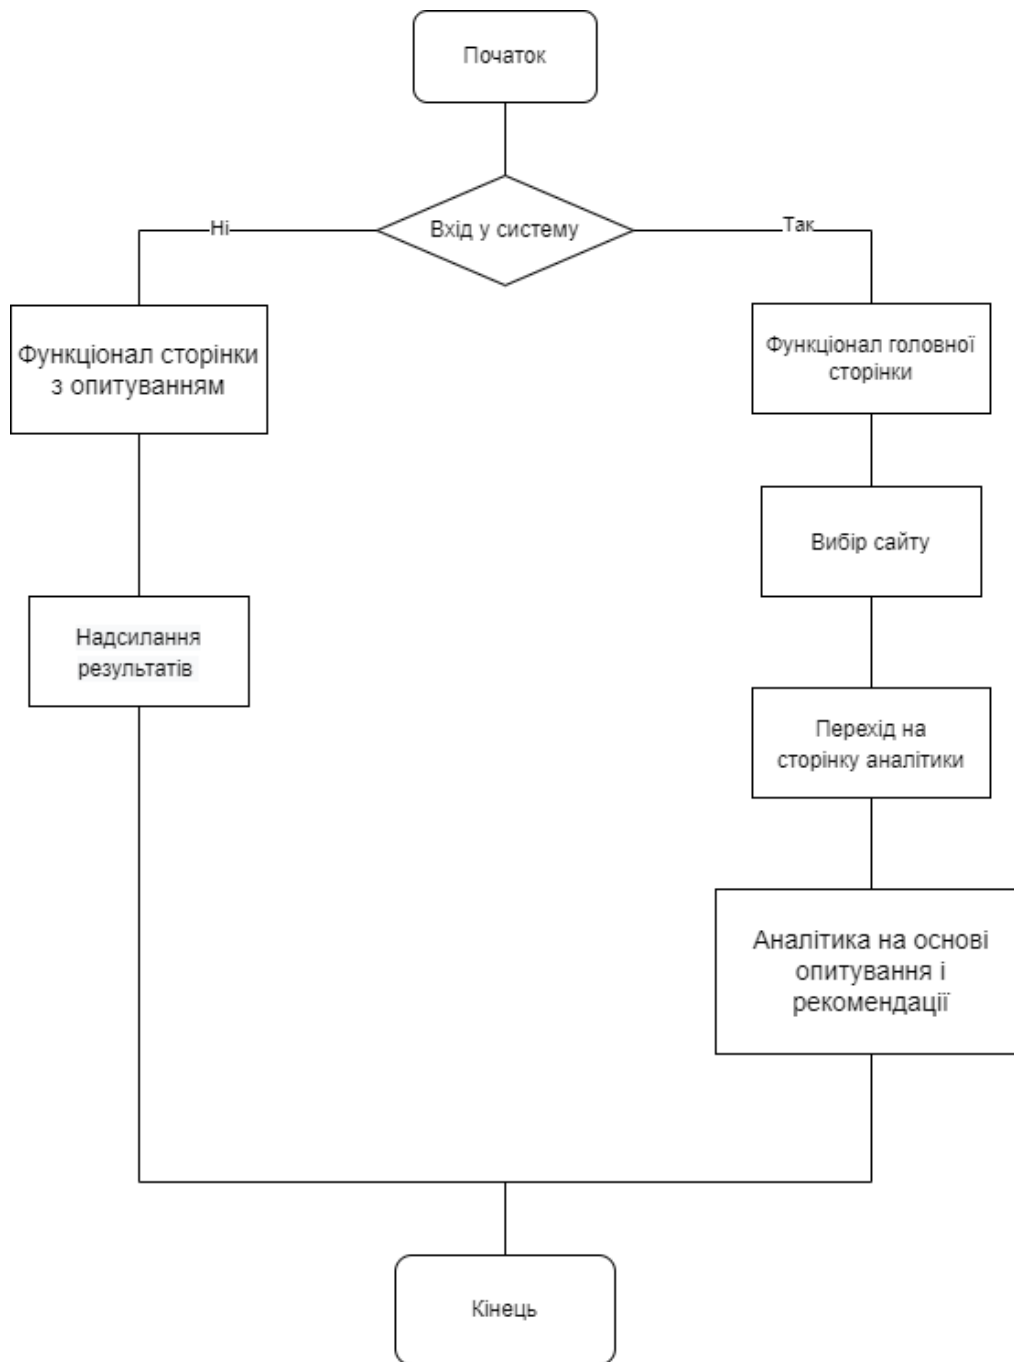 Початок
Вхід у систему
Ні
Так
Функціонал сторінки
з опитуванням
Функціонал головної
сторінки
Вибір сайту
Надсилання
результатів
Перехід на
сторінку аналітики
Аналітика на основі
опитування і
рекомендації
Кінець